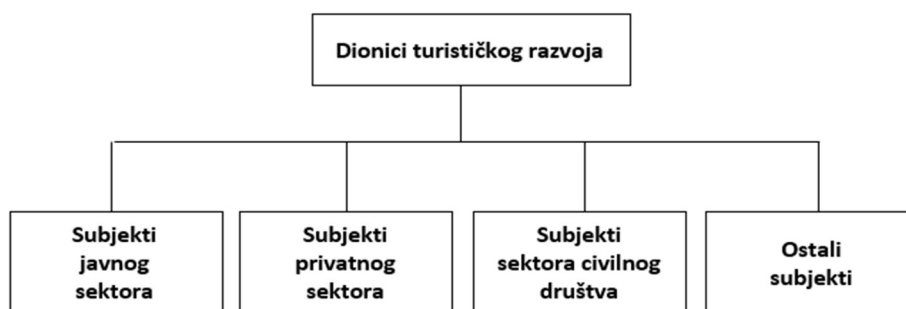 Dionici turističkog razvoja
Subjekti
javnog
sektora
Subjekti
privatnog
sektora
Subjekti
sektora civilnog
društva
Ostali
subjekti